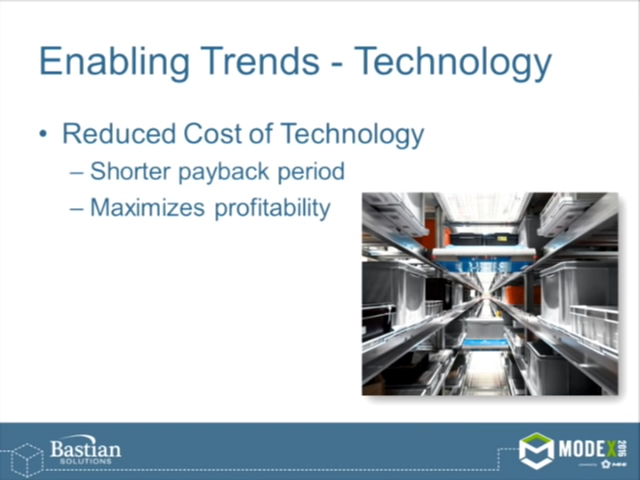 Enabling Trends - Technology
• Reduced Cost of Technology
– Shorter payback period
– Maximizes profitability
Bastian
SOLUTIONS
MODEX
2016